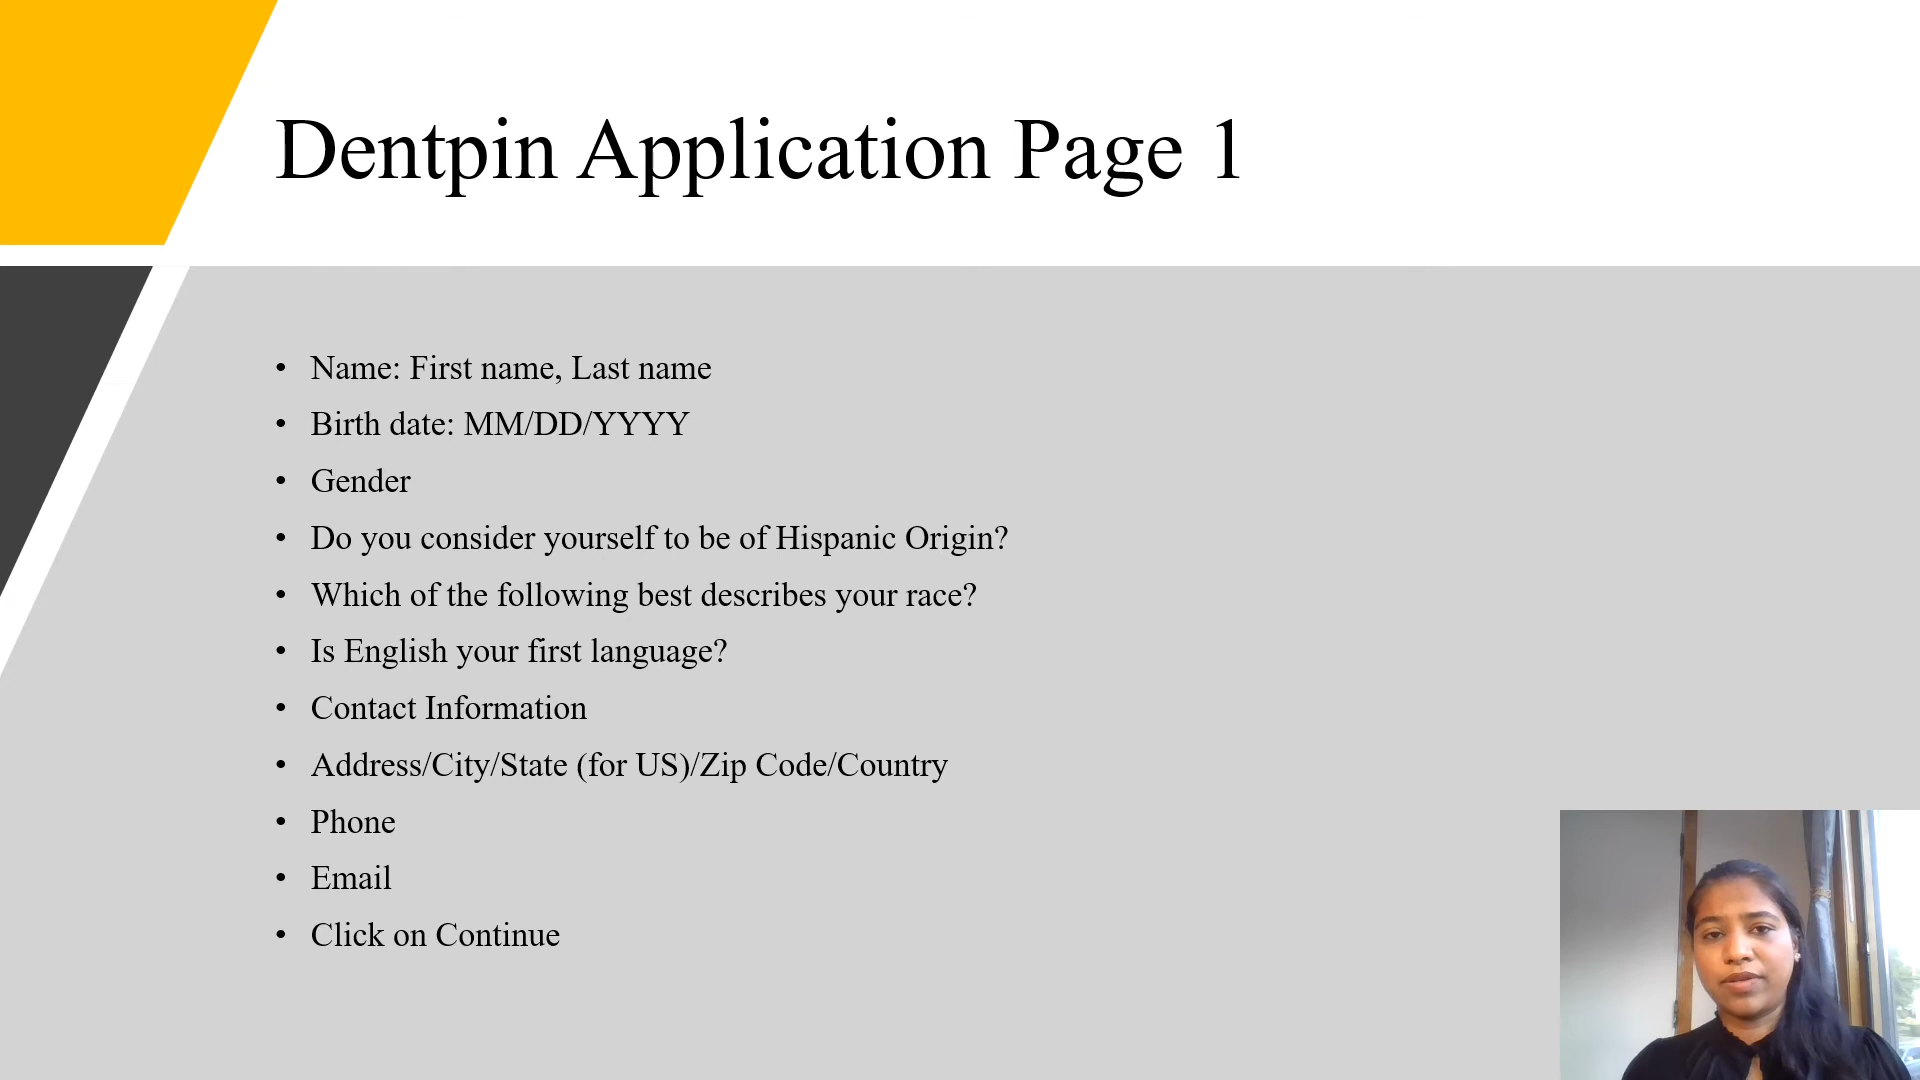 Dentpin Application Page 1
• Name: First name, Last name
• Birth date: MM/DD/YYYY
• Gender
• Do you consider yourself to be of Hispanic Origin?
• Which of the following best describes your race?
• Is English your first language?
• Contact Information
• Address/City/State (for US)/Zip Code/Country
• Phone
• Email
• Click on Continue